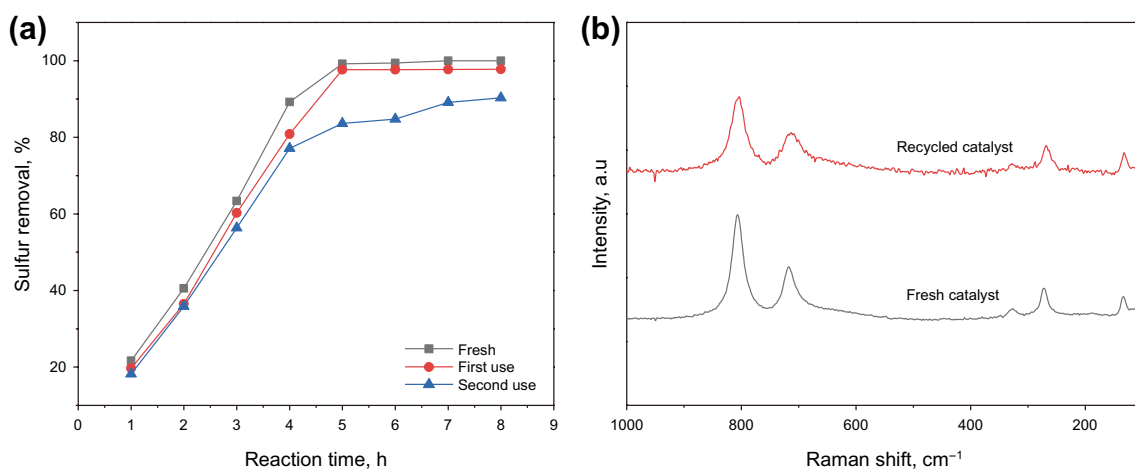 (a)
100
80
60
40
20
Sulfur removal, %
Fresh
First use
Second use
0 1 2 3 4 5 6 7 8 9
Reaction time, h
(b)
Intensity, a.u
Recycled catalyst
Fresh catalyst
1000 800 600 400 200
Raman shift, cm⁻¹